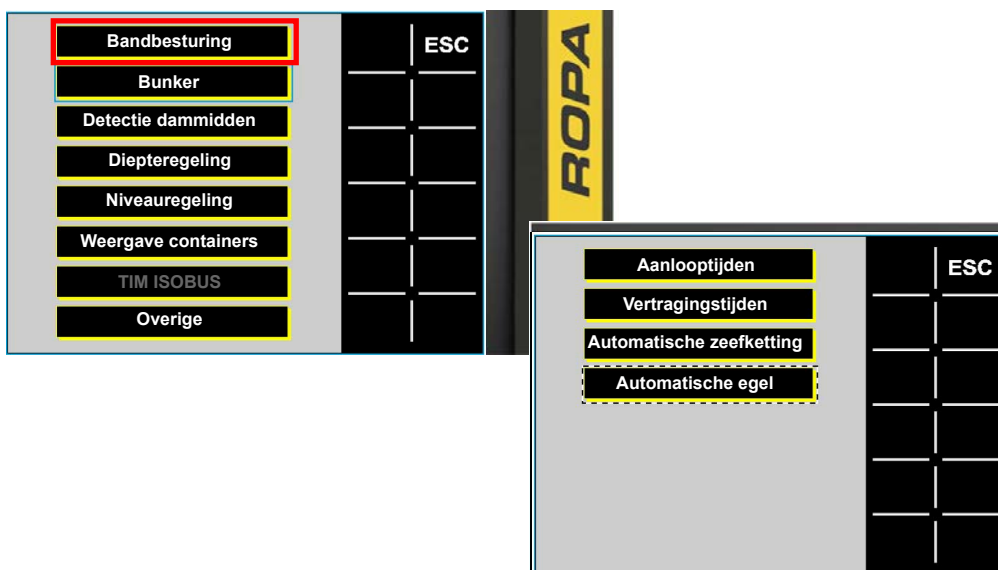 Bandbesturing
ESC
Bunker
Detectie dammidden
Diepteregeling
Niveauregeling
Weergave containers
TIM ISOBUS
Overige
ROPA
Aanlooptijden
ESC
Vertragingstijden
Automatische zeefketting
Automatische egel